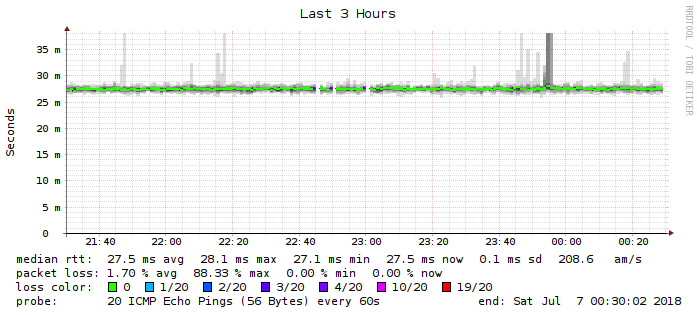 Last 3 Hours
RRDTOOL / TOBI OETIKER
Seconds
35 m
30 m
25 m
20 m
15 m
10 m
5 m
0
21:40 22:00 22:20 22:40 23:00 23:20 23:40 00:00 00:20
median rtt: 27.5 ms avg 28.1 ms max 27.1 ms min 27.5 ms now 0.1 ms sd 208.6 am/s
packet loss: 1.70 % avg 88.33 % max 0.00 % min 0.00 % now
loss color: 0 1/20 2/20 3/20 4/20 10/20 19/20
probe: 20 ICMP Echo Pings (56 Bytes) every 60s end: Sat Jul 7 00:30:02 2018